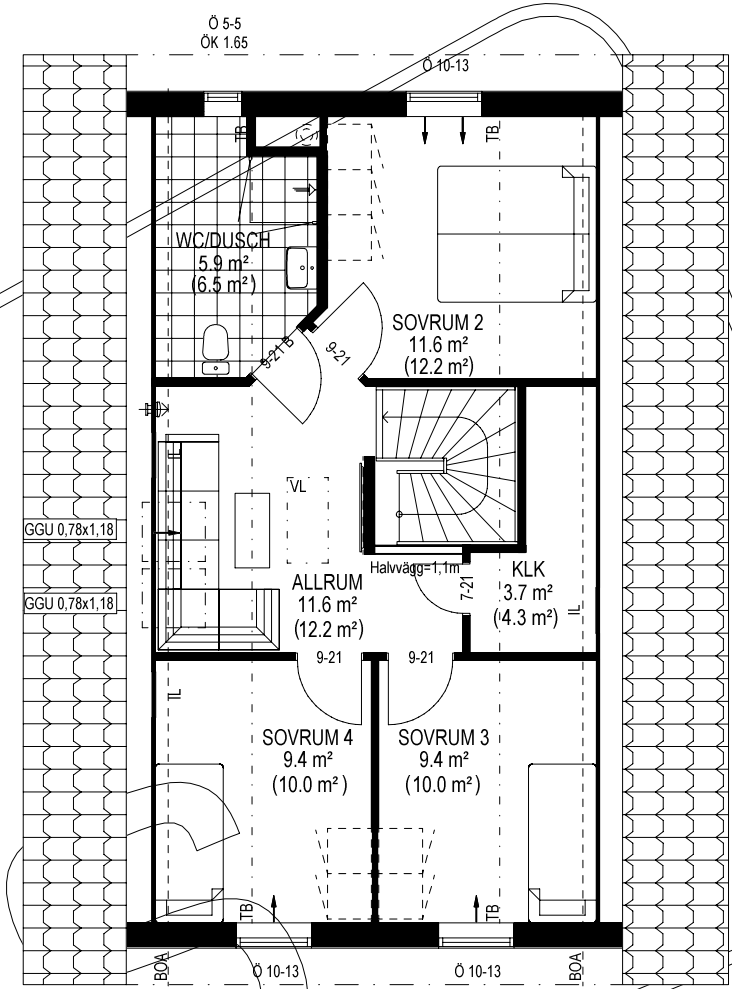 Ö 5-5
ÖK 1.65
Ö 10-13
TB
TB
WC/DUSCH
5.9 m²
(6.5 m²)
SOVRUM 2
11.6 m²
(12.2 m²)
9-21 B
9-21
TL
VL
GGU 0,78x1,18
GGU 0,78x1,18
Halvvägg=1,1m
7-21
KLK
3.7 m²
(4.3 m²)
TL
ALLRUM
11.6 m²
(12.2 m²)
9-21
9-21
TL
SOVRUM 4
9.4 m²
(10.0 m²)
SOVRUM 3
9.4 m²
(10.0 m²)
TB
TB
BOA
Ö 10-13
Ö 10-13
BOA